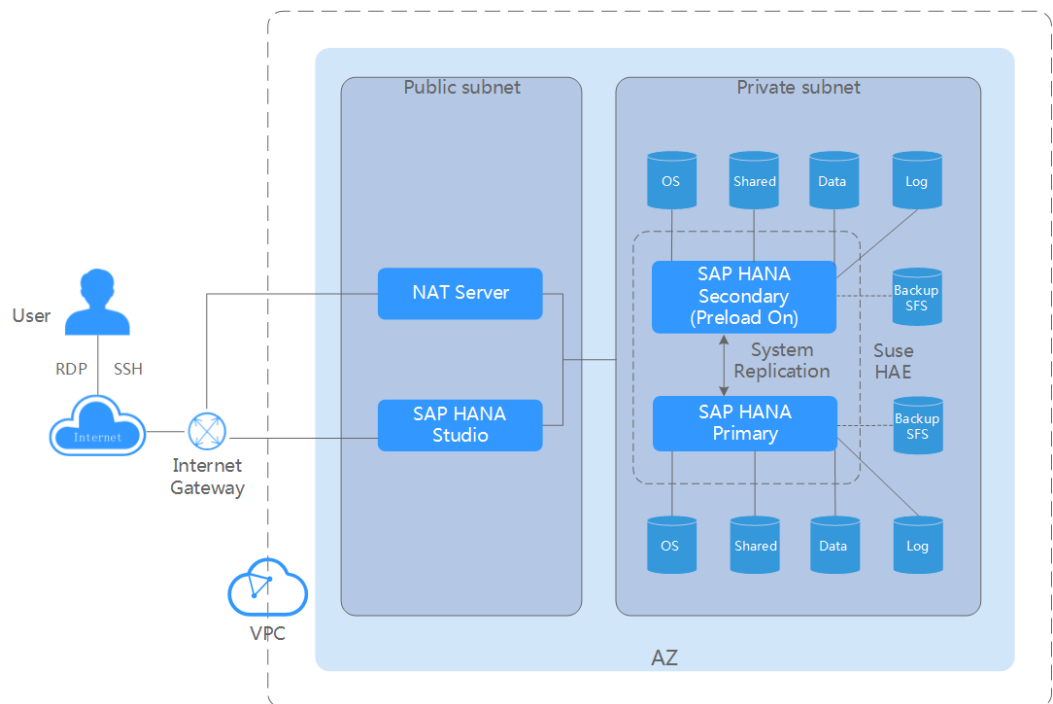 Public subnet
Private subnet
OS
Shared
Data
Log
User
RDP
SSH
Internet
Internet
Gateway
VPC
NAT Server
SAP HANA
Studio
SAP HANA
Secondary
(Preload On)
Backup
SFS
System
Replication
Suse
HAE
SAP HANA
Primary
Backup
SFS
OS
Shared
Data
Log
AZ